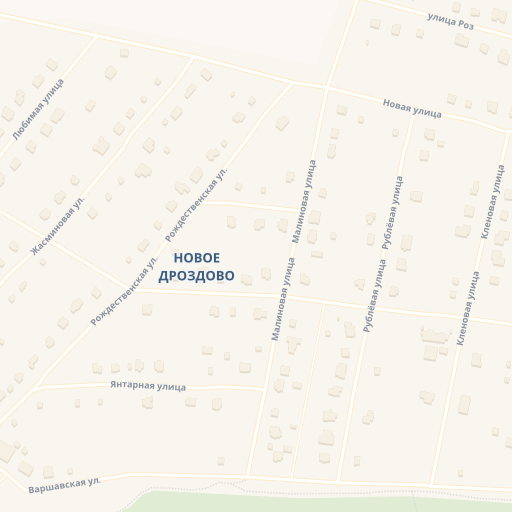 улица Роз
Новая улица
Любимая улица
Жасминовая ул.
Рождественская ул.
Малиновая улица
Рублёвая улица
Кленовая улица
НОВОЕ
ДРОЗДОВО
Рождественская ул.
Малиновая улица
Рублёвая улица
Кленовая улица
Янтарная улица
Варшавская ул.